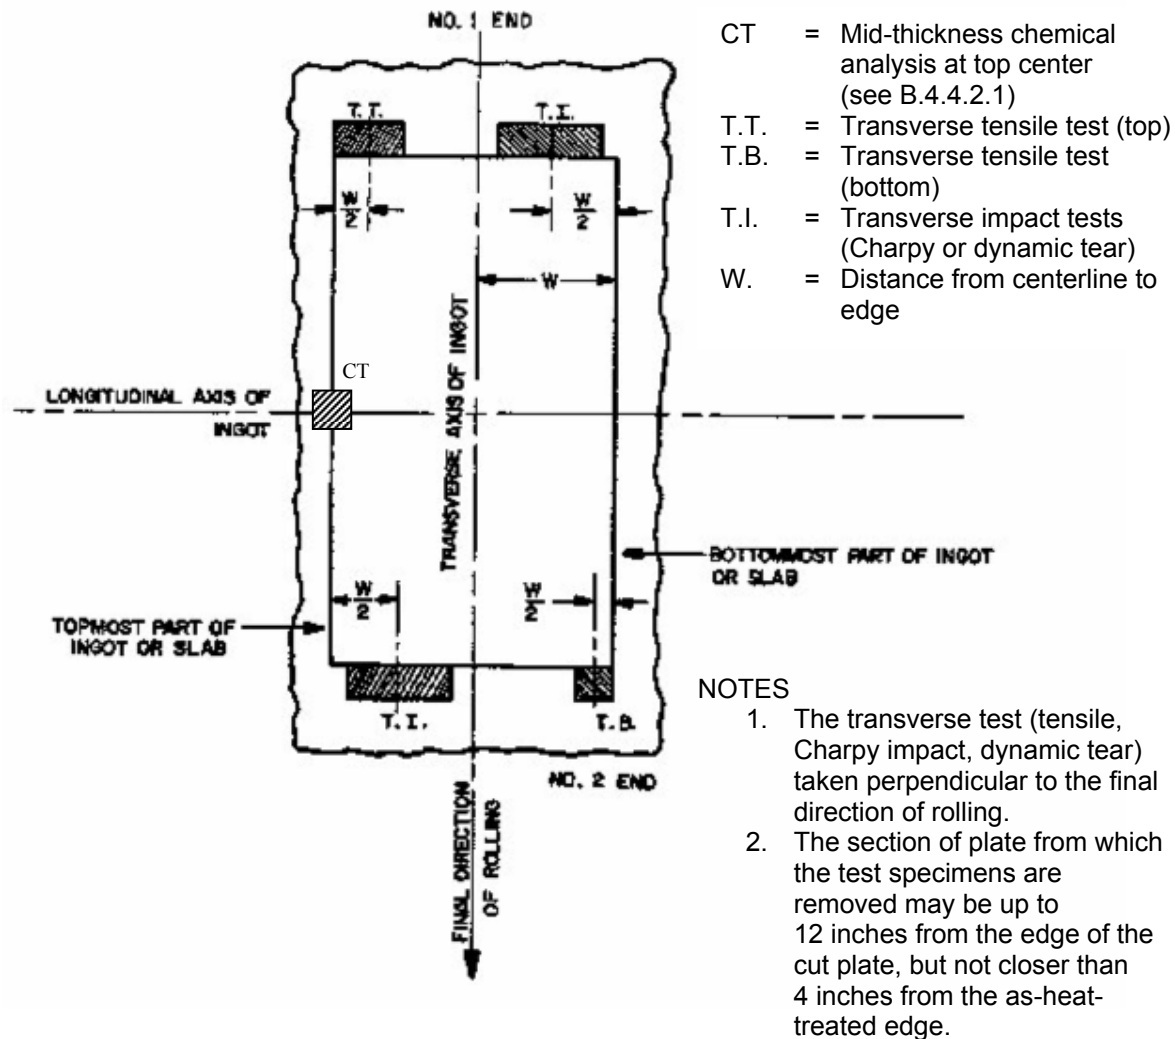 NO. 1 END
CT = Mid-thickness chemical
analysis at top center
(see B.4.4.2.1)
T.T. = Transverse tensile test (top)
T.B. = Transverse tensile test
(bottom)
T.I. = Transverse impact tests
(Charpy or dynamic tear)
W. = Distance from centerline to
edge
T.T.
T.I.
W
2
W
2
W
TRANSVERSE AXIS OF INGOT
CT
LONGITUDINAL AXIS OF
INGOT
BOTTOMMOST PART OF INGOT
OR SLAB
W
2
W
2
TOPMOST PART OF
INGOT OR SLAB
T.I.
T.B.
NO. 2 END
FINAL DIRECTION
OF ROLLING
NOTES
1. The transverse test (tensile,
Charpy impact, dynamic tear)
taken perpendicular to the final
direction of rolling.
2. The section of plate from which
the test specimens are
removed may be up to
12 inches from the edge of the
cut plate, but not closer than
4 inches from the as-heat-
treated edge.